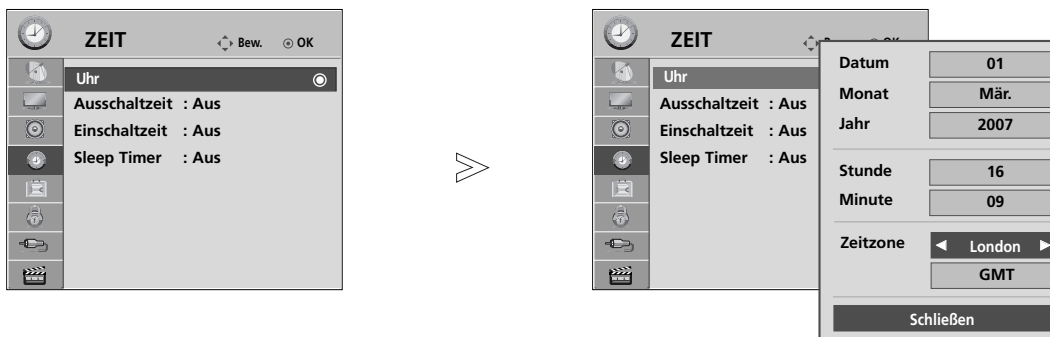 ZEIT Bew. OK
Uhr
Ausschaltzeit : Aus
Einschaltzeit : Aus
Sleep Timer : Aus
ZEIT
Uhr
Ausschaltzeit : Aus
Einschaltzeit : Aus
Sleep Timer : Aus
Datum 01
Monat Mär.
Jahr 2007
Stunde 16
Minute 09
Zeitzone ◀ London ▶
GMT
Schließen